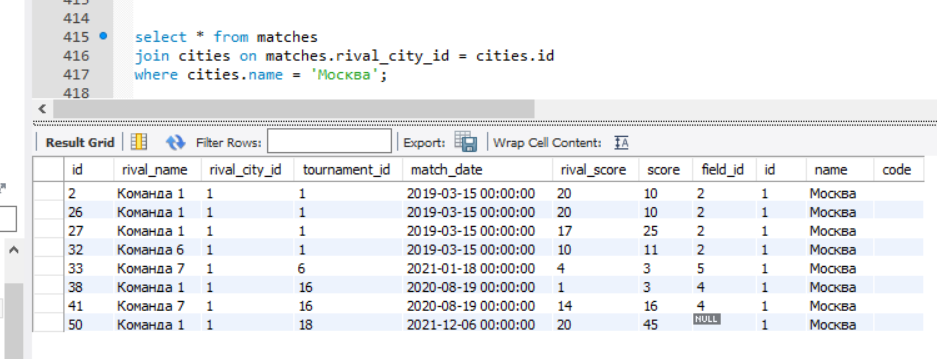 413
414
415 select * from matches
416 join cities on matches.rival_city_id = cities.id
417 where cities.name = 'Москва';
418
Result Grid Filter Rows: Export: Wrap Cell Content: IA
id rival_name rival_city_id tournament_id match_date rival_score score field_id id name code
2 Команда 1 1 1 2019-03-15 00:00:00 20 10 2 1 Москва
26 Команда 1 1 1 2019-03-15 00:00:00 20 10 2 1 Москва
27 Команда 1 1 1 2019-03-15 00:00:00 17 25 2 1 Москва
32 Команда 6 1 1 2019-03-15 00:00:00 10 11 2 1 Москва
33 Команда 7 1 6 2021-01-18 00:00:00 4 3 5 1 Москва
38 Команда 1 1 16 2020-08-19 00:00:00 1 3 4 1 Москва
41 Команда 7 1 16 2020-08-19 00:00:00 14 16 4 1 Москва
50 Команда 1 1 18 2021-12-06 00:00:00 20 45 NULL 1 Москва